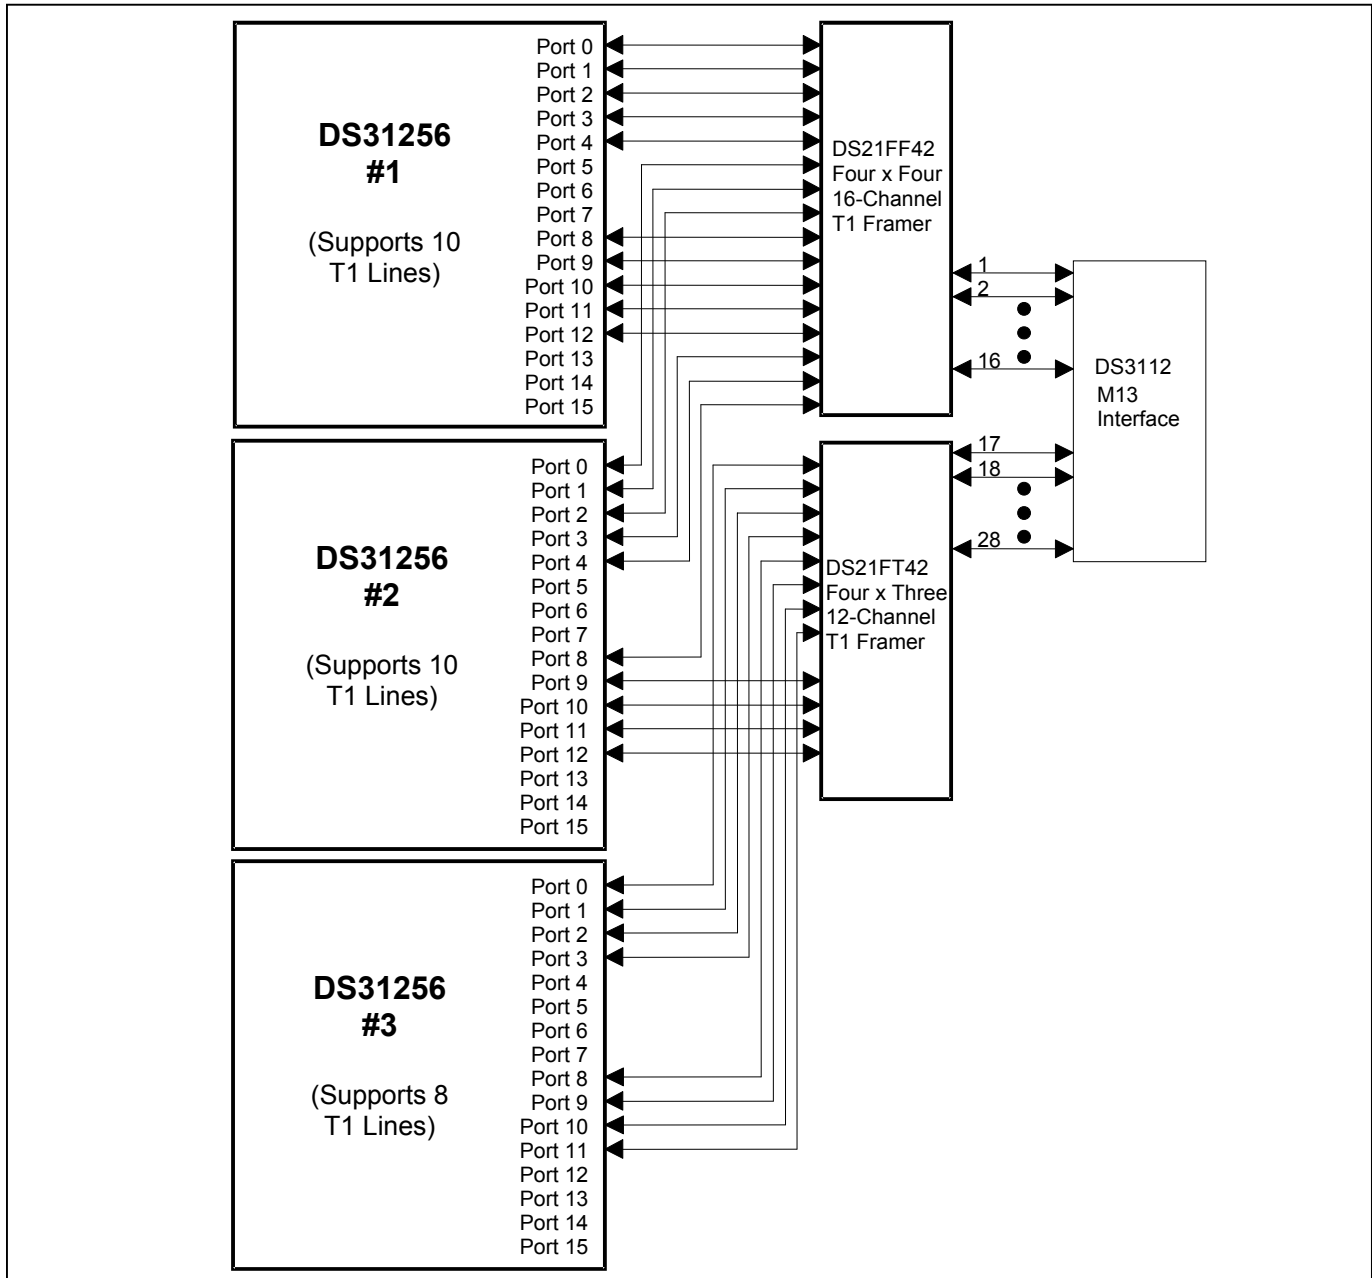 DS31256
#1
(Supports 10
T1 Lines)
Port 0
Port 1
Port 2
Port 3
Port 4
Port 5
Port 6
Port 7
Port 8
Port 9
Port 10
Port 11
Port 12
Port 13
Port 14
Port 15
DS21FF42
Four x Four
16-Channel
T1 Framer
1
2
16
DS3112
M13
Interface
17
18
28
DS31256
#2
(Supports 10
T1 Lines)
Port 0
Port 1
Port 2
Port 3
Port 4
Port 5
Port 6
Port 7
Port 8
Port 9
Port 10
Port 11
Port 12
Port 13
Port 14
Port 15
DS21FT42
Four x Three
12-Channel
T1 Framer
DS31256
#3
(Supports 8
T1 Lines)
Port 0
Port 1
Port 2
Port 3
Port 4
Port 5
Port 6
Port 7
Port 8
Port 9
Port 10
Port 11
Port 12
Port 13
Port 14
Port 15